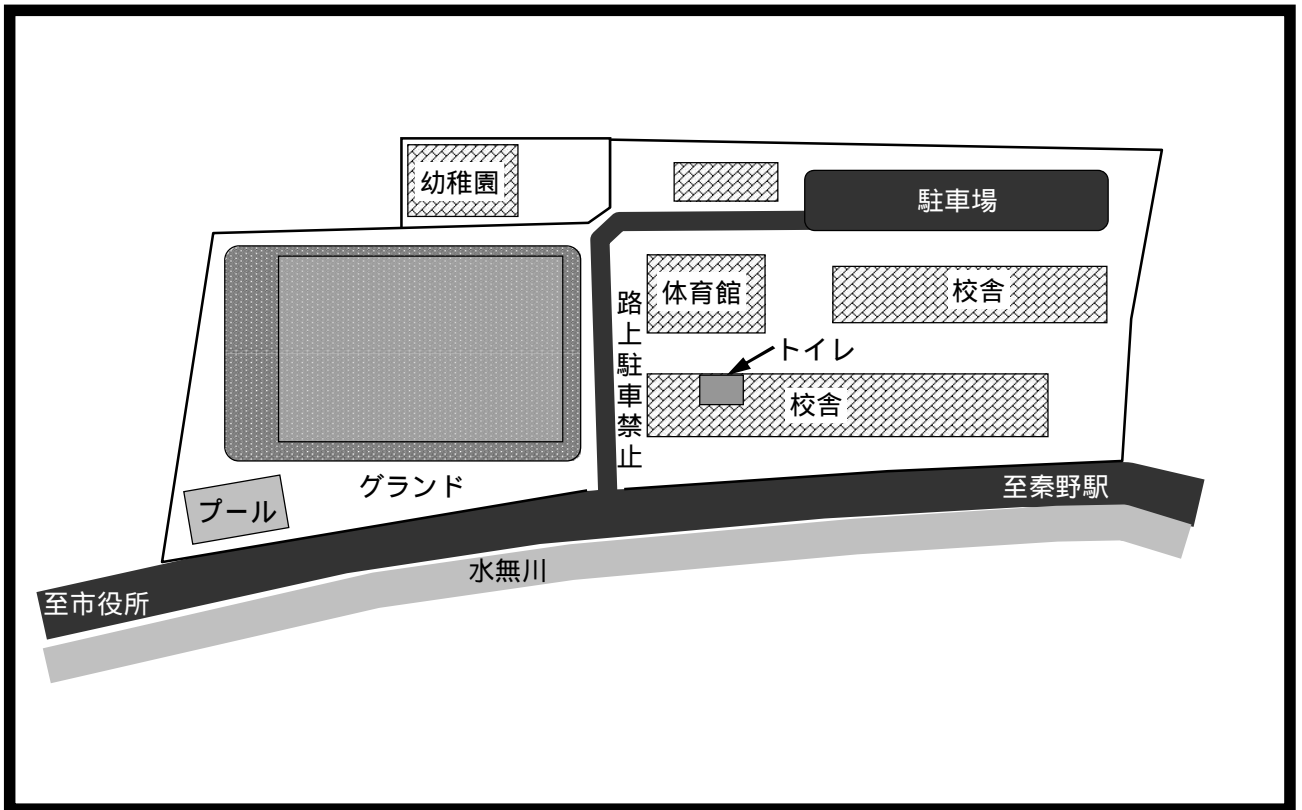 幼稚園
駐車場
体育館
校舎
路上駐車禁止
トイレ
校舎
グランド
至秦野駅
プール
水無川
至市役所